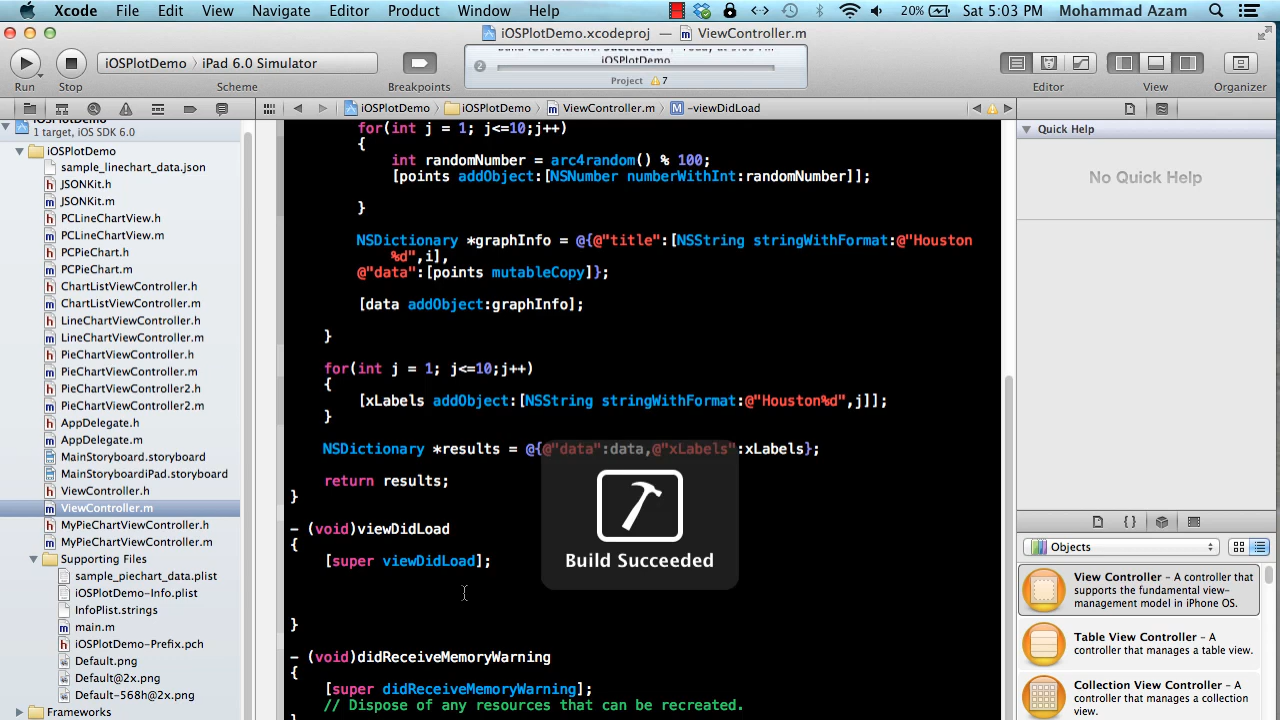 Xcode File Edit View Navigate Editor Product Window Help 20% Sat 5:03 PM Mohammad Azam
iOSPlotDemo.xcodeproj — ViewController.m
Run Stop iOSPlotDemo iPad 6.0 Simulator
Scheme Breakpoints
iOSPlotDemo
2
Project 7
Editor View Organizer
iOSPlotDemo iOSPlotDemo ViewController.m -viewDidLoad
iOSPlotDemo
1 target, iOS SDK 6.0
iOSPlotDemo
sample_linechart_data.json
JSONKit.h
JSONKit.m
PCLineChartView.h
PCLineChartView.m
PCPieChart.h
PCPieChart.m
ChartListViewController.h
ChartListViewController.m
LineChartViewController.h
LineChartViewController.m
PieChartViewController.h
PieChartViewController.m
PieChartViewController2.h
PieChartViewController2.m
AppDelegate.h
AppDelegate.m
MainStoryboard.storyboard
MainStoryboardiPad.storyboard
ViewController.h
ViewController.m
MyPieChartViewController.h
MyPieChartViewController.m
Supporting Files
sample_piechart_data.plist
iOSPlotDemo-Info.plist
InfoPlist.strings
main.m
iOSPlotDemo-Prefix.pch
Default.png
Default@2x.png
Default-568h@2x.png
Frameworks
for(int j = 1; j<=10;j++)
{
int randomNumber = arc4random() % 100;
[points addObject:[NSNumber numberWithInt:randomNumber]];
}
NSDictionary *graphInfo = @{@"title":[NSString stringWithFormat:@"Houston
%d",i],
@"data":[points mutableCopy]};
[data addObject:graphInfo];
}
for(int j = 1; j<=10;j++)
{
[xLabels addObject:[NSString stringWithFormat:@"Houston%d",j]];
}
NSDictionary *results = @{@"data":data,@"xLabels":xLabels};
return results;
}
- (void)viewDidLoad
{
[super viewDidLoad];
}
- (void)didReceiveMemoryWarning
{
[super didReceiveMemoryWarning];
// Dispose of any resources that can be recreated.
Build Succeeded
Quick Help
No Quick Help
{}
Objects
View Controller - A controller that
supports the fundamental view-
management model in iPhone OS.
Table View Controller - A
controller that manages a table view.
Collection View Controller - A
controller that manages a collection
view.